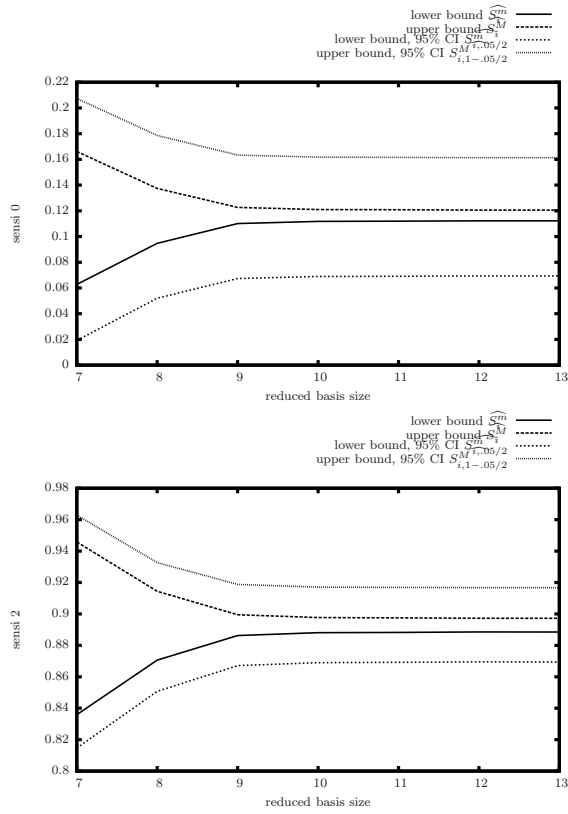 lower bound $\widehat{S_i^m}$
upper bound $\widehat{S_i^M}$
lower bound, 95% CI $\widehat{S^m_{i,.05/2}}$
upper bound, 95% CI $\widehat{S^M_{i,1-.05/2}}$
0.22
0.2
0.18
0.16
0.14
0.12
0.1
0.08
0.06
0.04
0.02
0
sensi 0
7 8 9 10 11 12 13
reduced basis size
lower bound $\widehat{S_i^m}$
upper bound $\widehat{S_i^M}$
lower bound, 95% CI $\widehat{S^m_{i,.05/2}}$
upper bound, 95% CI $\widehat{S^M_{i,1-.05/2}}$
0.98
0.96
0.94
0.92
0.9
0.88
0.86
0.84
0.82
0.8
sensi 2
7 8 9 10 11 12 13
reduced basis size